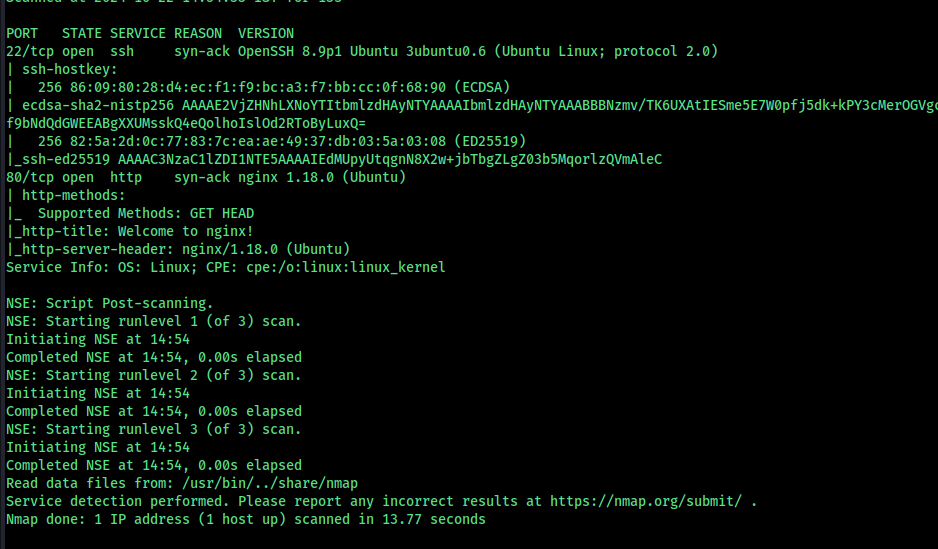 PORT   STATE SERVICE REASON  VERSION
22/tcp open  ssh     syn-ack OpenSSH 8.9p1 Ubuntu 3ubuntu0.6 (Ubuntu Linux; protocol 2.0)
| ssh-hostkey:
|   256 86:09:80:28:d4:ec:f1:f9:bc:a3:f7:bb:cc:0f:68:90 (ECDSA)
| ecdsa-sha2-nistp256 AAAAE2VjZHNhLXNoYTItbmlzdHAyNTYAAAAIbmlzdHAyNTYAAABBBNzmv/TK6UXAtIESme5E7W0pfj5dk+kPY3cMerOGVgc
f9bNdQdGWEEABgXXUMsskQ4eQolhoIslOd2RToByLuxQ=
|   256 82:5a:2d:0c:77:83:7c:ea:ae:49:37:db:03:5a:03:08 (ED25519)
|_ssh-ed25519 AAAAC3NzaC1lZDI1NTE5AAAAIEdMUpyUtqgnN8X2w+jbTbgZLgZ03b5MqorlzQVmAleC
80/tcp open  http    syn-ack nginx 1.18.0 (Ubuntu)
| http-methods:
|_  Supported Methods: GET HEAD
|_http-title: Welcome to nginx!
|_http-server-header: nginx/1.18.0 (Ubuntu)
Service Info: OS: Linux; CPE: cpe:/o:linux:linux_kernel

NSE: Script Post-scanning.
NSE: Starting runlevel 1 (of 3) scan.
Initiating NSE at 14:54
Completed NSE at 14:54, 0.00s elapsed
NSE: Starting runlevel 2 (of 3) scan.
Initiating NSE at 14:54
Completed NSE at 14:54, 0.00s elapsed
NSE: Starting runlevel 3 (of 3) scan.
Initiating NSE at 14:54
Completed NSE at 14:54, 0.00s elapsed
Read data files from: /usr/bin/../share/nmap
Service detection performed. Please report any incorrect results at https://nmap.org/submit/ .
Nmap done: 1 IP address (1 host up) scanned in 13.77 seconds